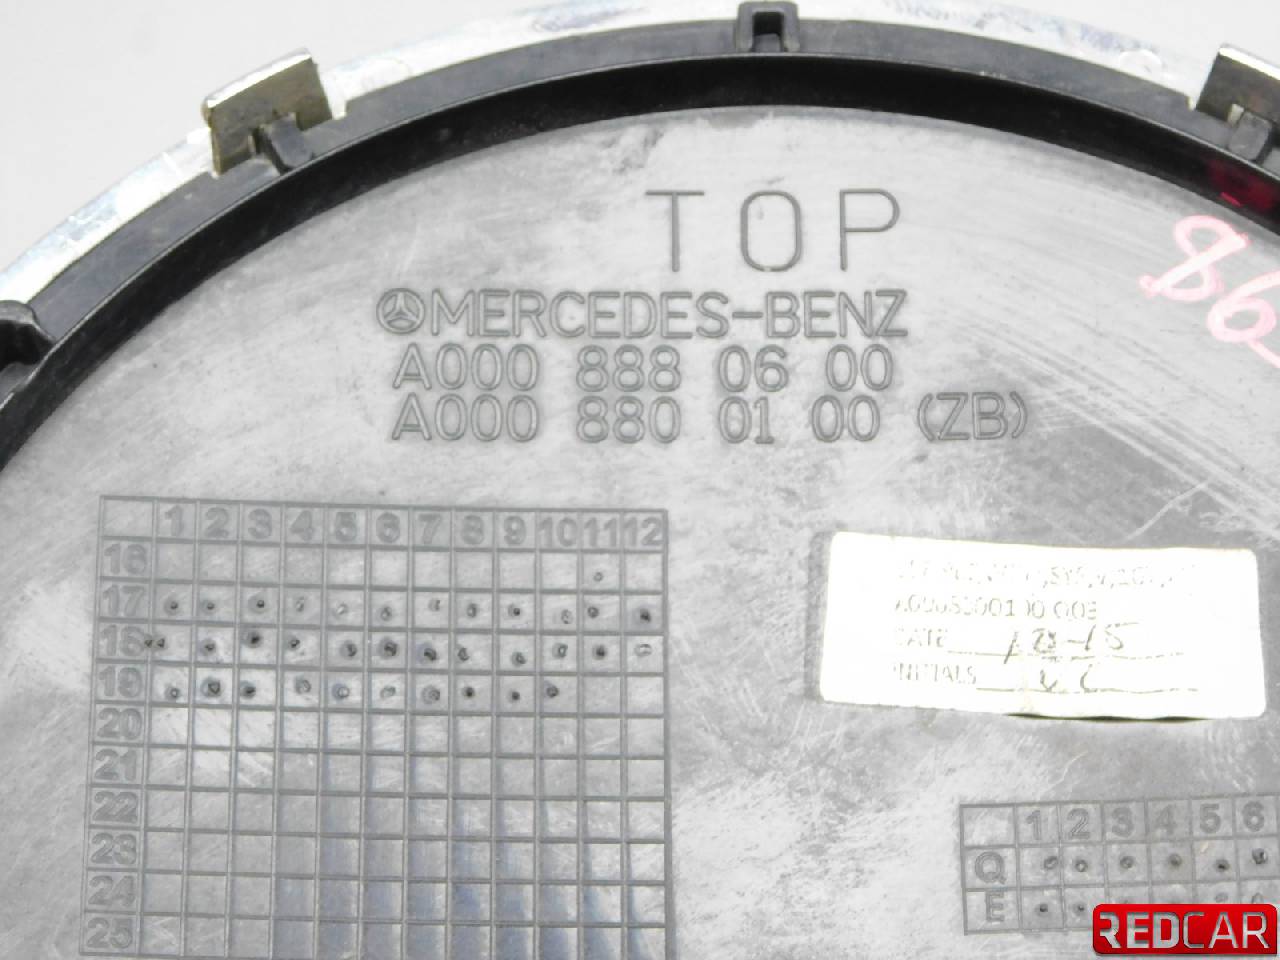 TOP
MERCEDES-BENZ
A000 888 06 00
A000 880 01 00 (ZB)
86
1 2 3 4 5 6 7 8 9 10 11 12
16
17
18
19
20
21
22
23
24
25
DATE
INITIALS
1 2 3 4 5 6
Q
E
REDCAR